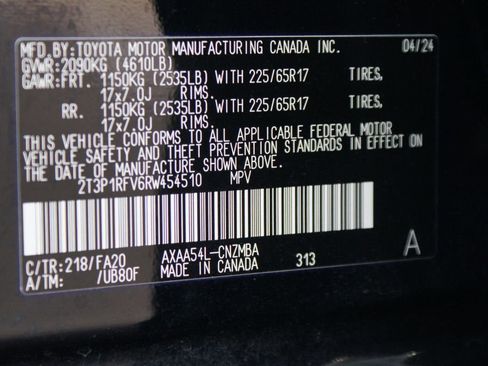 MFD.BY:TOYOTA MOTOR MANUFACTURING CANADA INC. 04/24
GVWR:2090KG (4610LB)
GAWR:FRT. 1150KG (2535LB) WITH 225/65R17 TIRES,
17x7.0J RIMS.
RR. 1150KG (2535LB) WITH 225/65R17 TIRES,
17x7.0J RIMS.
THIS VEHICLE CONFORMS TO ALL APPLICABLE FEDERAL MOTOR
VEHICLE SAFETY AND THEFT PREVENTION STANDARDS IN EFFECT ON
THE DATE OF MANUFACTURE SHOWN ABOVE.
2T3P1RFV6RW454510 MPV
C/TR:218/FA20 AXAA54L-CNZMBA A
A/TM: /UB80F MADE IN CANADA 313